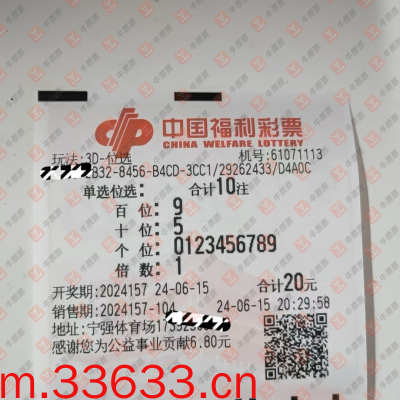 中国福利彩票
CHINA WELFARE LOTTERY
玩法:3D-位选 机号:61071113
B32-8456-B4CD-3CC1/29262433/D4A0C
单选位选: 合计10注
百 位: 9
十 位: 5
个 位: 0123456789
倍 数: 1
开奖期:2024157 24-06-15 合计20元
销售期:2024157-104 24-06-15 20:29:58
地址:宁强体育场
感谢您为公益事业贡献6.80元
m.33633.cn